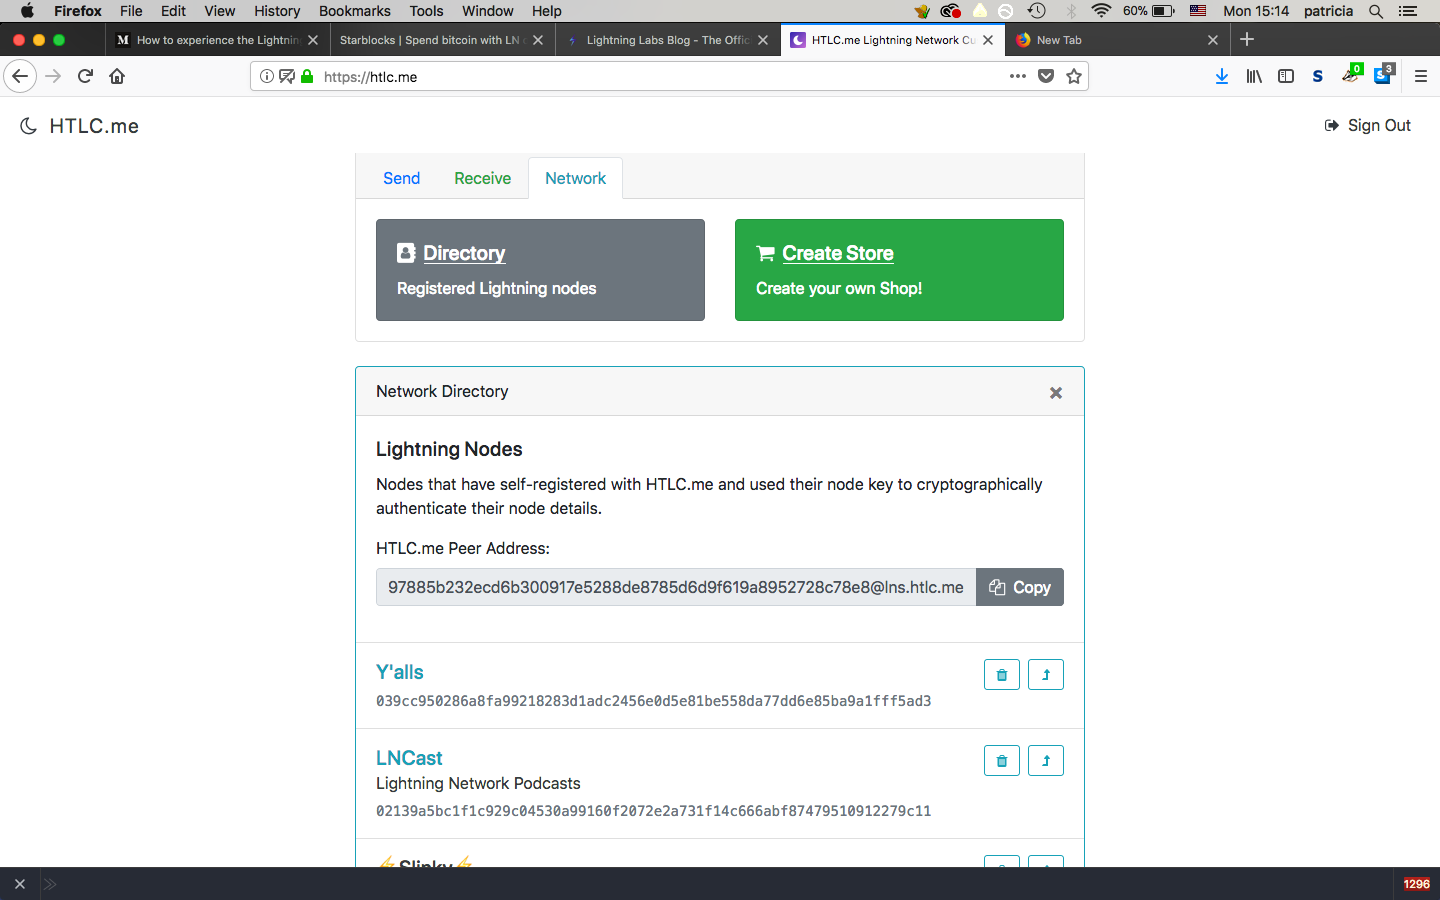 Firefox File Edit View History Bookmarks Tools Window Help 60% Mon 15:14 patricia
M How to experience the Lightnin Starblocks | Spend bitcoin with LN Lightning Labs Blog - The Offic HTLC.me Lightning Network Cu New Tab
https://htlc.me S 0 S 3
HTLC.me Sign Out
Send Receive Network
Directory Create Store
Registered Lightning nodes Create your own Shop!
Network Directory
Lightning Nodes
Nodes that have self-registered with HTLC.me and used their node key to cryptographically
authenticate their node details.
HTLC.me Peer Address:
97885b232ecd6b300917e5288de8785d6d9f619a8952728c78e8@lns.htlc.me Copy
Y'alls
039cc950286a8fa99218283d1adc2456e0d5e81be558da77dd6e85ba9a1fff5ad3
LNCast
Lightning Network Podcasts
02139a5bc1f1c929c04530a99160f2072e2a731f14c666abf87479510912279c11
⚡Slinky⚡
1296